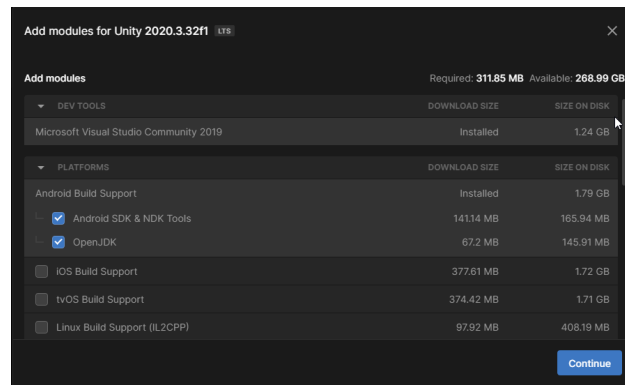 Add modules for Unity 2020.3.32f1 LTS
Add modules Required: 311.85 MB Available: 268.99 GB
DEV TOOLS DOWNLOAD SIZE SIZE ON DISK
Microsoft Visual Studio Community 2019 Installed 1.24 GB
PLATFORMS DOWNLOAD SIZE SIZE ON DISK
Android Build Support Installed 1.79 GB
Android SDK & NDK Tools 141.14 MB 165.94 MB
OpenJDK 67.2 MB 145.91 MB
iOS Build Support 377.61 MB 1.72 GB
tvOS Build Support 374.42 MB 1.71 GB
Linux Build Support (IL2CPP) 97.92 MB 408.19 MB
Continue